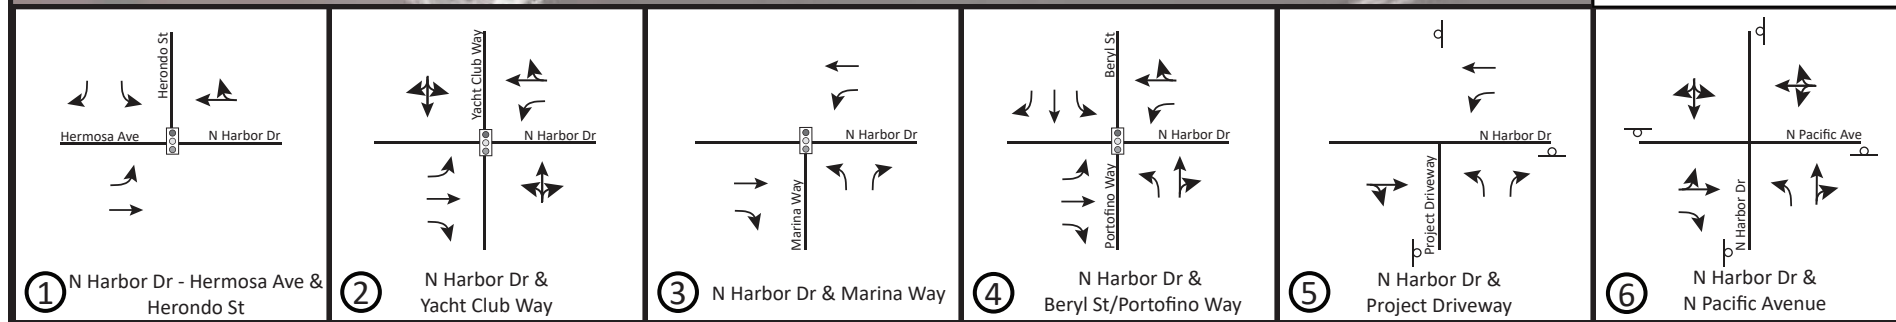 Herondo St
Hermosa Ave
N Harbor Dr
1
N Harbor Dr - Hermosa Ave &
Herondo St
Yacht Club Way
N Harbor Dr
2
N Harbor Dr &
Yacht Club Way
N Harbor Dr
Marina Way
3
N Harbor Dr & Marina Way
Beryl St
N Harbor Dr
Portofino Way
4
N Harbor Dr &
Beryl St/Portofino Way
N Harbor Dr
Project Driveway
5
N Harbor Dr &
Project Driveway
N Pacific Ave
N Harbor Dr
6
N Harbor Dr &
N Pacific Avenue